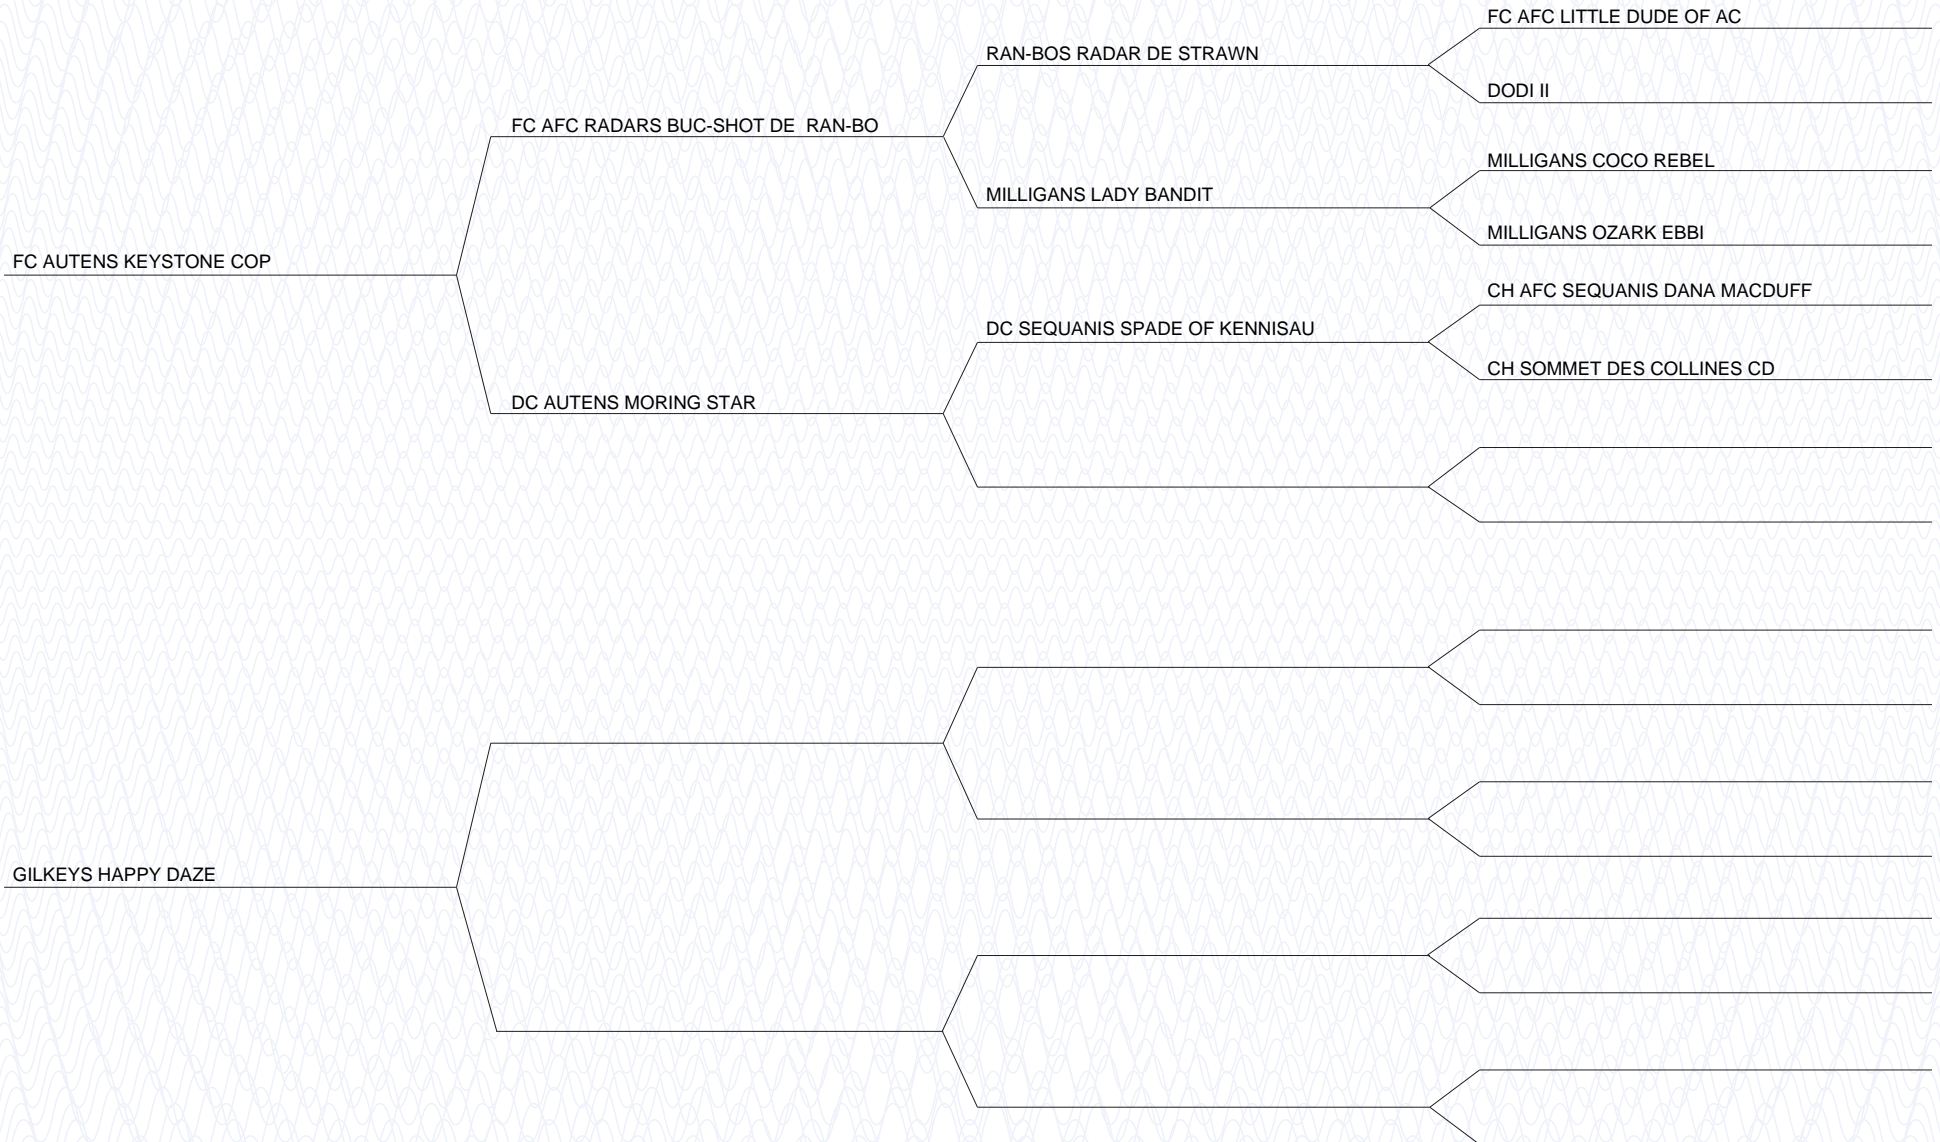 FC AFC LITTLE DUDE OF AC
RAN-BOS RADAR DE STRAWN
DODI II
FC AFC RADARS BUC-SHOT DE  RAN-BO
MILLIGANS COCO REBEL
MILLIGANS LADY BANDIT
MILLIGANS OZARK EBBI
FC AUTENS KEYSTONE COP
CH AFC SEQUANIS DANA MACDUFF
DC SEQUANIS SPADE OF KENNISAU
CH SOMMET DES COLLINES CD
DC AUTENS MORING STAR
GILKEYS HAPPY DAZE